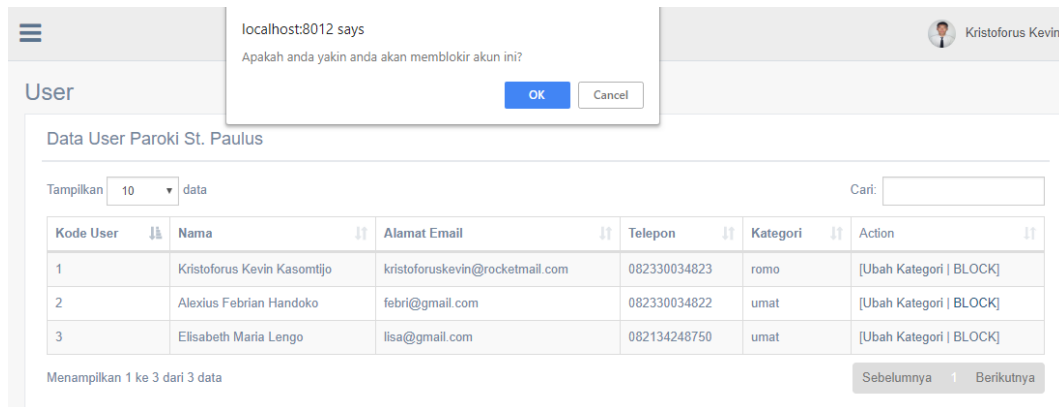 localhost:8012 says
Apakah anda yakin anda akan memblokir akun ini?
OK Cancel
Kristoforus Kevin
User
Data User Paroki St. Paulus
Tampilkan 10 data Cari:
Kode User Nama Alamat Email Telepon Kategori Action
1 Kristoforus Kevin Kasomtijo kristoforuskevin@rocketmail.com 082330034823 romo [Ubah Kategori | BLOCK]
2 Alexius Febrian Handoko febri@gmail.com 082330034822 umat [Ubah Kategori | BLOCK]
3 Elisabeth Maria Lengo lisa@gmail.com 082134248750 umat [Ubah Kategori | BLOCK]
Menampilkan 1 ke 3 dari 3 data Sebelumnya 1 Berikutnya